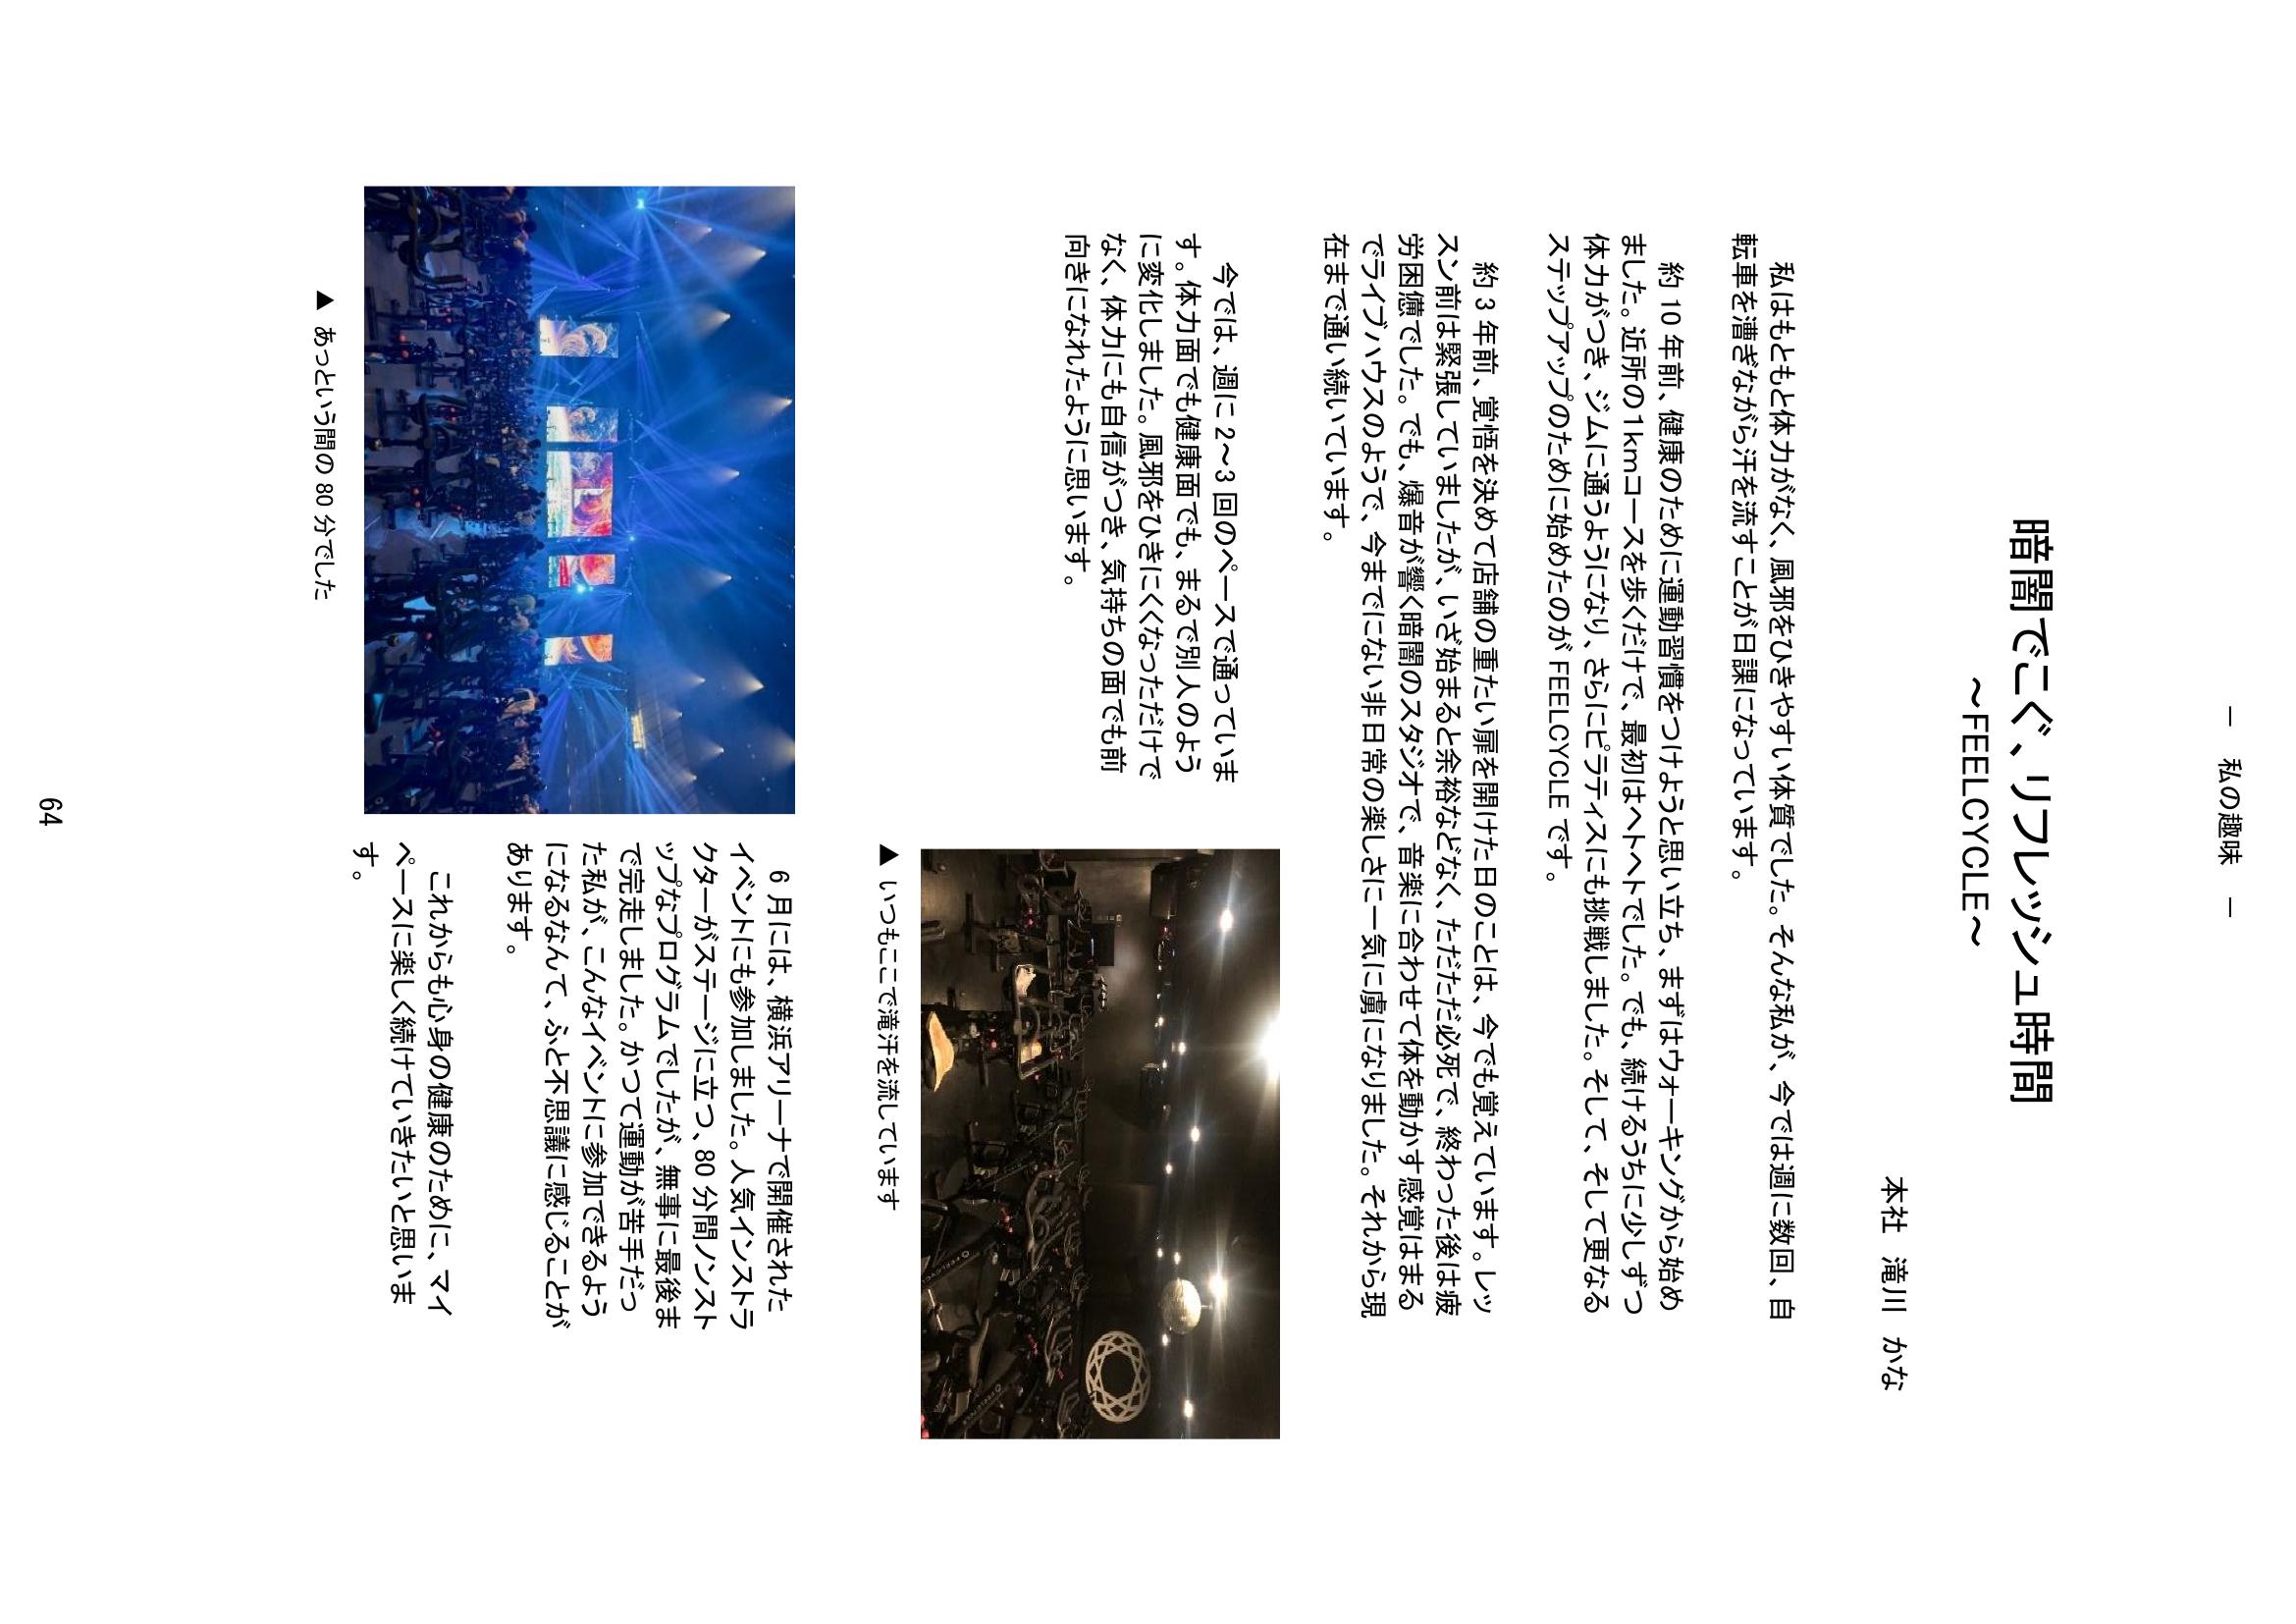 ― 私の趣味 ―
暗闇でこぐ、リフレッシュ時間
～FEELCYCLE～
本社 滝川 かな
私はもともと体力がなく、風邪をひきやすい体質でした。そんな私が、今では週に数回、自
転車を漕ぎながら汗を流すことが日課になっています。
約 10 年前、健康のために運動習慣をつけようと思い立ち、まずはウォーキングから始め
ました。近所の1kmコースを歩くだけで、最初はヘトヘトでした。でも、続けるうちに少しずつ
体力がつき、ジムに通うようになり、さらにピラティスにも挑戦しました。そして、そして更なる
ステップアップのために始めたのが FEELCYCLE です。
約 3 年前、覚悟を決めて店舗の重たい扉を開けた日のことは、今でも覚えています。レッ
スン前は緊張していましたが、いざ始まると余裕などなく、ただただ必死で、終わった後は疲
労困憊でした。でも、爆音が響く暗闇のスタジオで、音楽に合わせて体を動かす感覚はまる
でライブハウスのようで、今までにない非日常の楽しさに一気に虜になりました。それから現
在まで通い続いています。
今では、週に 2～3 回のペースで通っていま
す。体力面でも健康面でも、まるで別人のよう
に変化しました。風邪をひきにくくなっただけで
なく、体力にも自信がつき、気持ちの面でも前
向きになれたように思います。
▲ いつもここで滝汗を流しています
6 月には、横浜アリーナで開催された
イベントにも参加しました。人気インストラ
クターがステージに立つ、80 分間ノンスト
ップなプログラムでしたが、無事に最後ま
で完走しました。かつて運動が苦手だっ
た私が、こんなイベントに参加できるよう
になるなんて、ふと不思議に感じることが
あります。
これからも心身の健康のために、マイ
ペースに楽しく続けていきたいと思いま
す。
▲ あっという間の 80 分でした
64